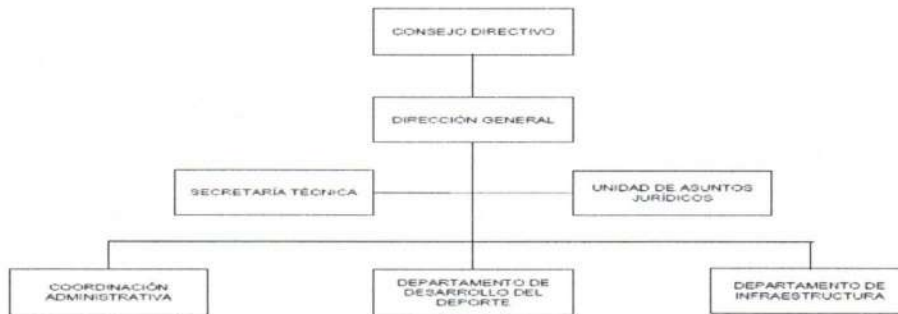 CONSEJO DIRECTIVO
DIRECCIÓN GENERAL
SECRETARÍA TÉCNICA
UNIDAD DE ASUNTOS
JURÍDICOS
COORDINACIÓN
ADMINISTRATIVA
DEPARTAMENTO DE
DESARROLLO DEL
DEPORTE
DEPARTAMENTO DE
INFRAESTRUCTURA